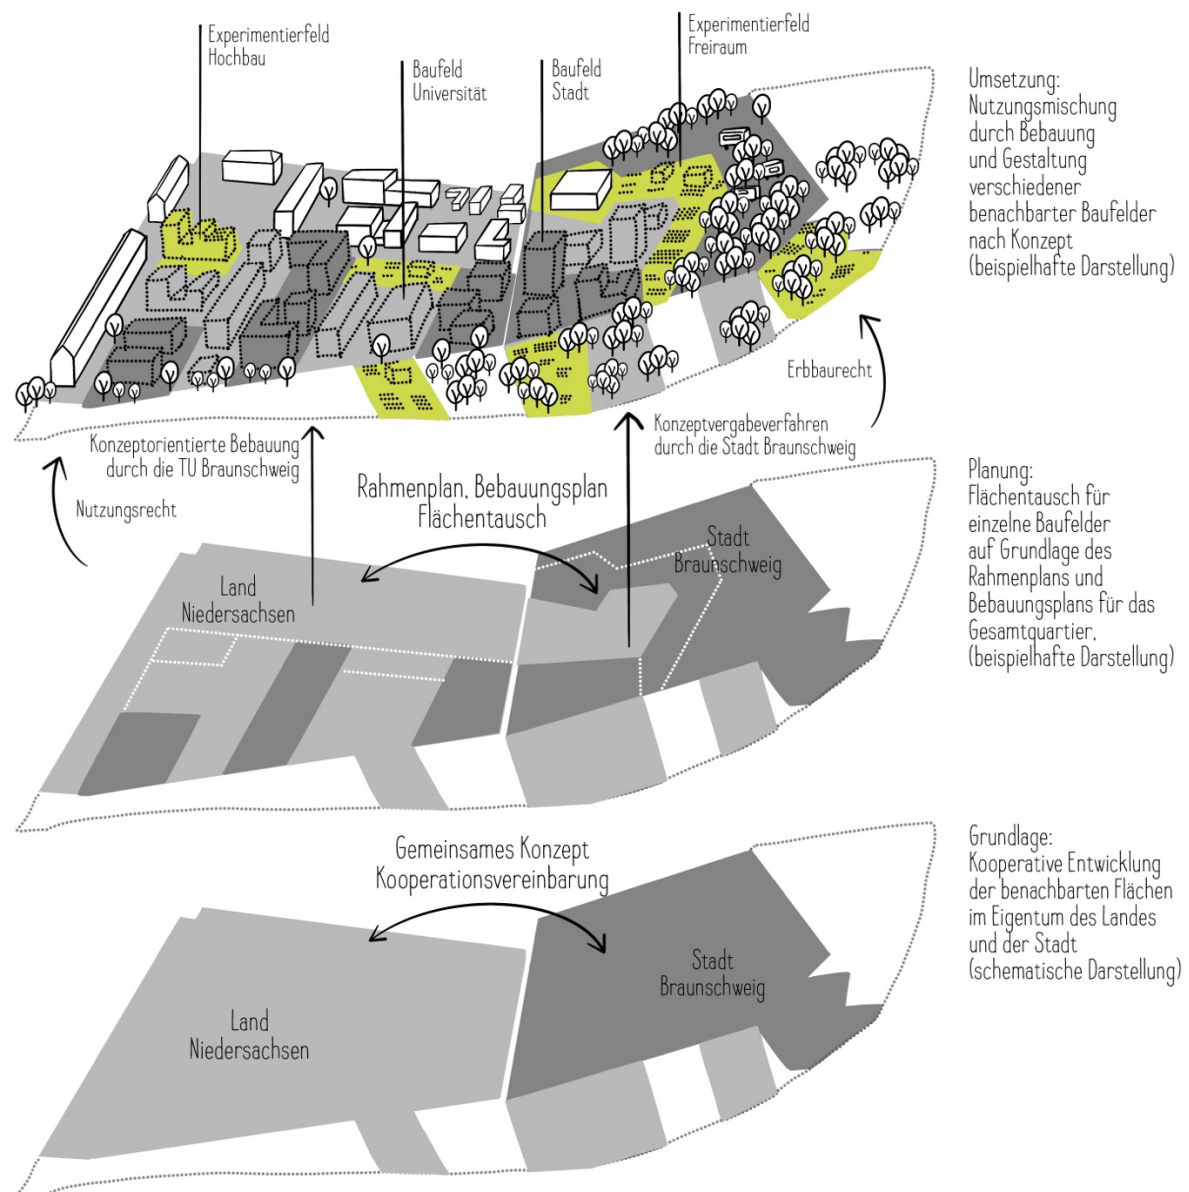 Experimentierfeld
Hochbau
Baufeld
Universität
Baufeld
Stadt
Experimentierfeld
Freiraum
Umsetzung:
Nutzungsmischung
durch Bebauung
und Gestaltung
verschiedener
benachbarter Baufelder
nach Konzept
(beispielhafte Darstellung)
Erbbaurecht
Konzeptorientierte Bebauung
durch die TU Braunschweig
Konzeptvergabeverfahren
durch die Stadt Braunschweig
Nutzungsrecht
Rahmenplan, Bebauungsplan
Flächentausch
Land
Niedersachsen
Stadt
Braunschweig
Planung:
Flächentausch für
einzelne Baufelder
auf Grundlage des
Rahmenplans und
Bebauungsplans für das
Gesamtquartier,
(beispielhafte Darstellung)
Gemeinsames Konzept
Kooperationsvereinbarung
Land
Niedersachsen
Stadt
Braunschweig
Grundlage:
Kooperative Entwicklung
der benachbarten Flächen
im Eigentum des Landes
und der Stadt
(schematische Darstellung)